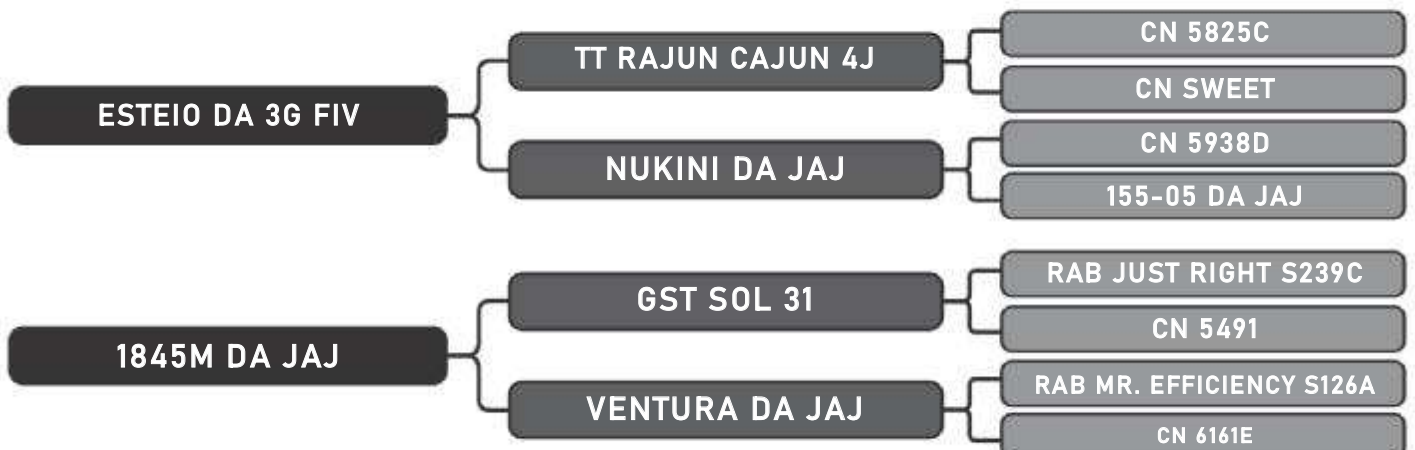 ESTEIO DA 3G FIV
TT RAJUN CAJUN 4J
CN 5825C
CN SWEET
NUKINI DA JAJ
CN 5938D
155-05 DA JAJ
1845M DA JAJ
GST SOL 31
RAB JUST RIGHT S239C
CN 5491
VENTURA DA JAJ
RAB MR. EFFICIENCY S126A
CN 6161E